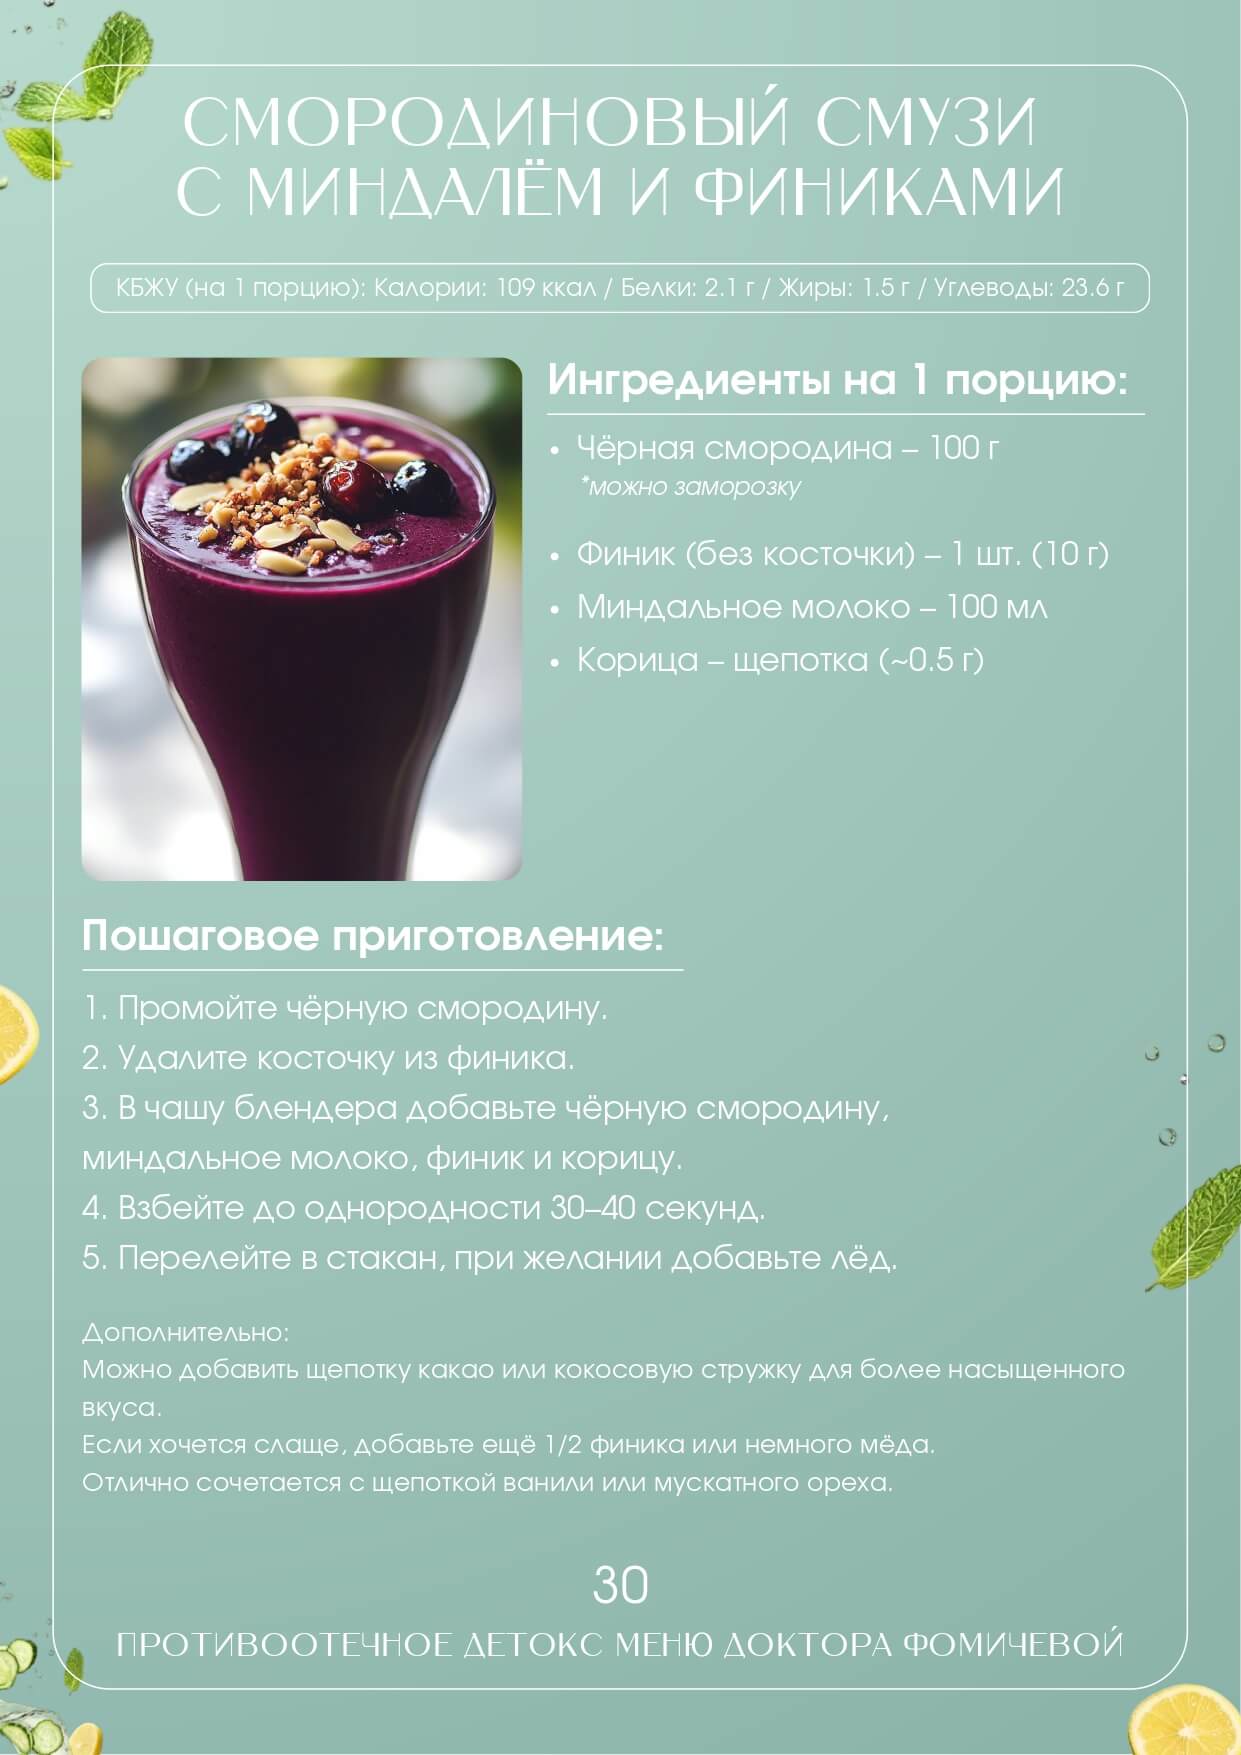 СМОРОДИНОВЫЙ СМУЗИ
С МИНДАЛЁМ И ФИНИКАМИ
КБЖУ (на 1 порцию): Калории: 109 ккал / Белки: 2.1 г / Жиры: 1.5 г / Углеводы: 23.6 г
Ингредиенты на 1 порцию:
• Чёрная смородина – 100 г
*можно заморозку
• Финик (без косточки) – 1 шт. (10 г)
• Миндальное молоко – 100 мл
• Корица – щепотка (~0.5 г)
Пошаговое приготовление:
1. Промойте чёрную смородину.
2. Удалите косточку из финика.
3. В чашу блендера добавьте чёрную смородину,
миндальное молоко, финик и корицу.
4. Взбейте до однородности 30–40 секунд.
5. Перелейте в стакан, при желании добавьте лёд.
Дополнительно:
Можно добавить щепотку какао или кокосовую стружку для более насыщенного
вкуса.
Если хочется слаще, добавьте ещё 1/2 финика или немного мёда.
Отлично сочетается с щепоткой ванили или мускатного ореха.
30
ПРОТИВООТЕЧНОЕ ДЕТОКС МЕНЮ ДОКТОРА ФОМИЧЕВОЙ